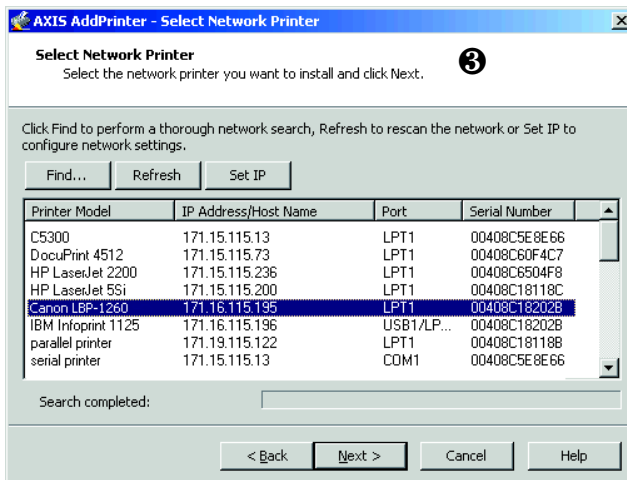 AXIS AddPrinter - Select Network Printer
Select Network Printer
Select the network printer you want to install and click Next.
❸
Click Find to perform a thorough network search, Refresh to rescan the network or Set IP to
configure network settings.
Find... Refresh Set IP
Printer Model IP Address/Host Name Port Serial Number
C5300 171.15.115.13 LPT1 00408C5E8E66
DocuPrint 4512 171.15.115.73 LPT1 00408C60F4C7
HP LaserJet 2200 171.15.115.236 LPT1 00408C6504F8
HP LaserJet 5Si 171.15.115.200 LPT1 00408C18118C
Canon LBP-1260 171.16.115.195 LPT1 00408C18202B
IBM Infoprint 1125 171.16.115.196 USB1/LP... 00408C18202B
parallel printer 171.19.115.122 LPT1 00408C18118B
serial printer 171.15.115.13 COM1 00408C5E8E66
Search completed:
< Back Next > Cancel Help